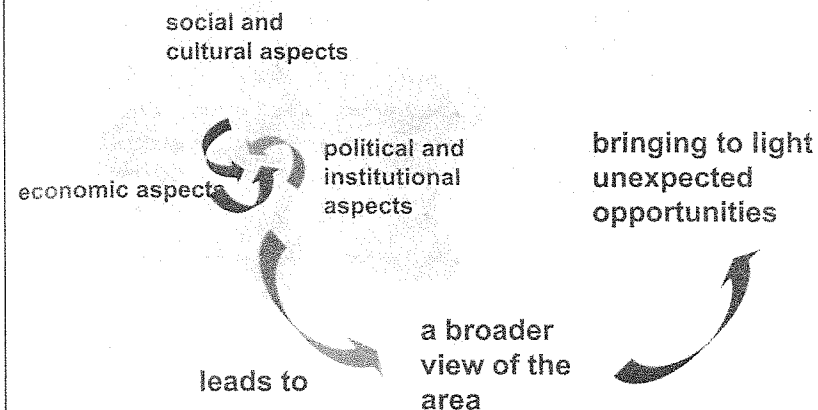 social and
cultural aspects
political and
institutional
aspects
economic aspects
bringing to light
unexpected
opportunities
leads to
a broader
view of the
area